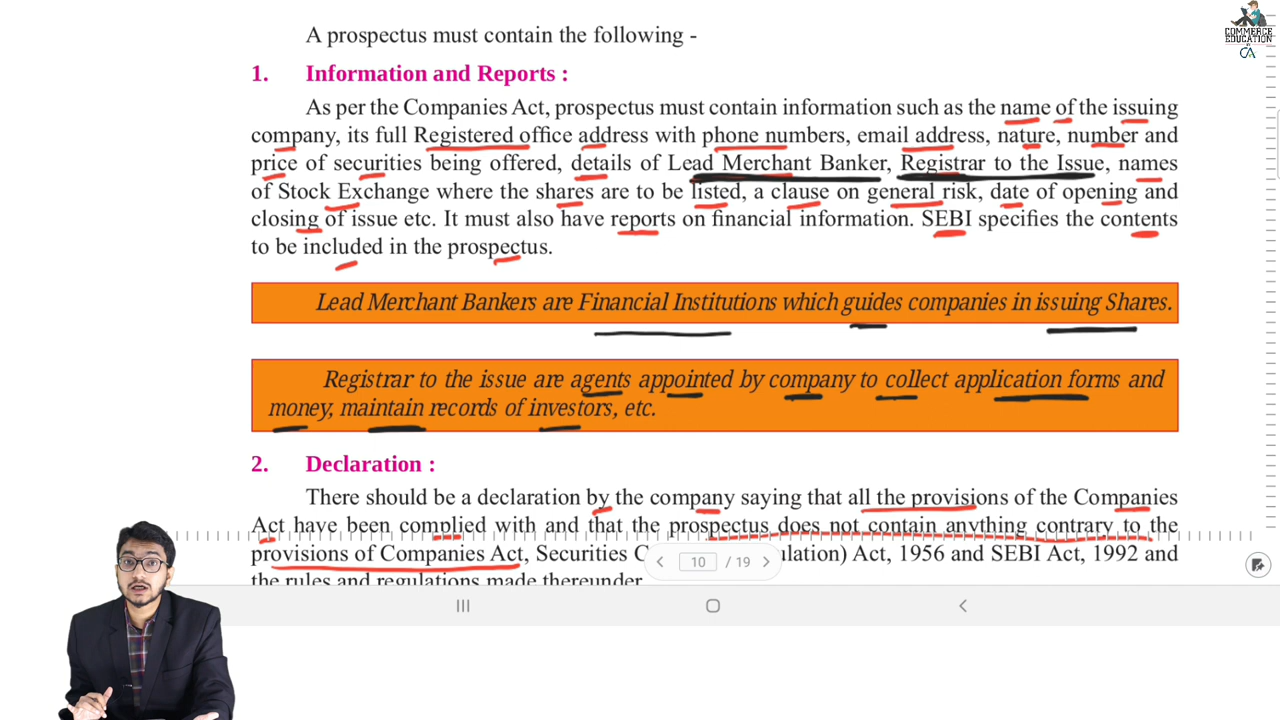 COMMERCE
EDUCATION
BY
CA
A prospectus must contain the following -
1. Information and Reports :
As per the Companies Act, prospectus must contain information such as the name of the issuing
company, its full Registered office address with phone numbers, email address, nature, number and
price of securities being offered, details of Lead Merchant Banker, Registrar to the Issue, names
of Stock Exchange where the shares are to be listed, a clause on general risk, date of opening and
closing of issue etc. It must also have reports on financial information. SEBI specifies the contents
to be included in the prospectus.
Lead Merchant Bankers are Financial Institutions which guides companies in issuing Shares.
Registrar to the issue are agents appointed by company to collect application forms and
money, maintain records of investors, etc.
2. Declaration :
There should be a declaration by the company saying that all the provisions of the Companies
Act have been complied with and that the prospectus does not contain anything contrary to the
provisions of Companies Act, Securities C ulation) Act, 1956 and SEBI Act, 1992 and
the rules and regulations made thereunder
10 / 19